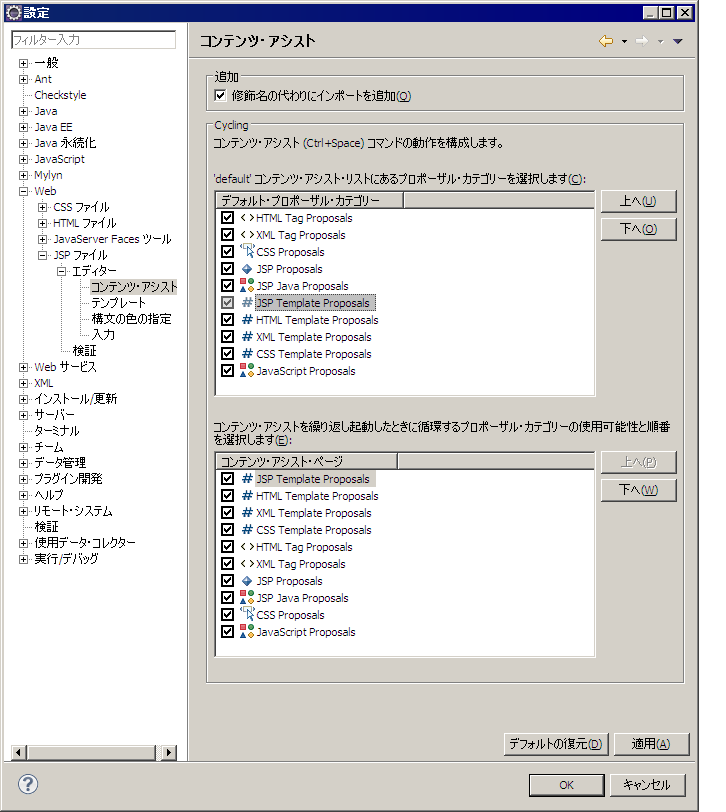 設定
フィルター入力
一般
Ant
Checkstyle
Java
Java EE
Java 永続化
JavaScript
Mylyn
Web
CSS ファイル
HTML ファイル
JavaServer Faces ツール
JSP ファイル
エディター
コンテンツ・アシスト
テンプレート
構文の色の指定
入力
検証
Web サービス
XML
インストール/更新
サーバー
ターミナル
チーム
データ管理
プラグイン開発
ヘルプ
リモート・システム
検証
使用データ・コレクター
実行/デバッグ
コンテンツ・アシスト
追加
修飾名の代わりにインポートを追加(O)
Cycling
コンテンツ・アシスト (Ctrl+Space) コマンドの動作を構成します。
'default' コンテンツ・アシスト・リストにあるプロポーザル・カテゴリーを選択します(C):
デフォルト・プロポーザル・カテゴリー
HTML Tag Proposals
XML Tag Proposals
CSS Proposals
JSP Proposals
JSP Java Proposals
JSP Template Proposals
HTML Template Proposals
XML Template Proposals
CSS Template Proposals
JavaScript Proposals
上へ(U)
下へ(O)
コンテンツ・アシストを繰り返し起動したときに循環するプロポーザル・カテゴリーの使用可能性と順番
を選択します(E):
コンテンツ・アシスト・ページ
JSP Template Proposals
HTML Template Proposals
XML Template Proposals
CSS Template Proposals
HTML Tag Proposals
XML Tag Proposals
JSP Proposals
JSP Java Proposals
CSS Proposals
JavaScript Proposals
上へ(P)
下へ(W)
デフォルトの復元(D)
適用(A)
OK
キャンセル